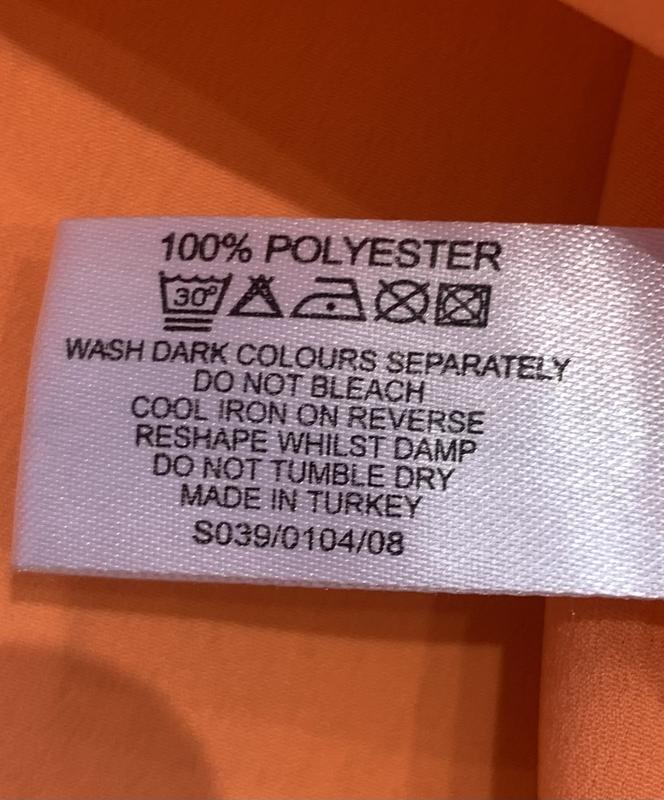 100% POLYESTER
30°
WASH DARK COLOURS SEPARATELY
DO NOT BLEACH
COOL IRON ON REVERSE
RESHAPE WHILST DAMP
DO NOT TUMBLE DRY
MADE IN TURKEY
S039/0104/08